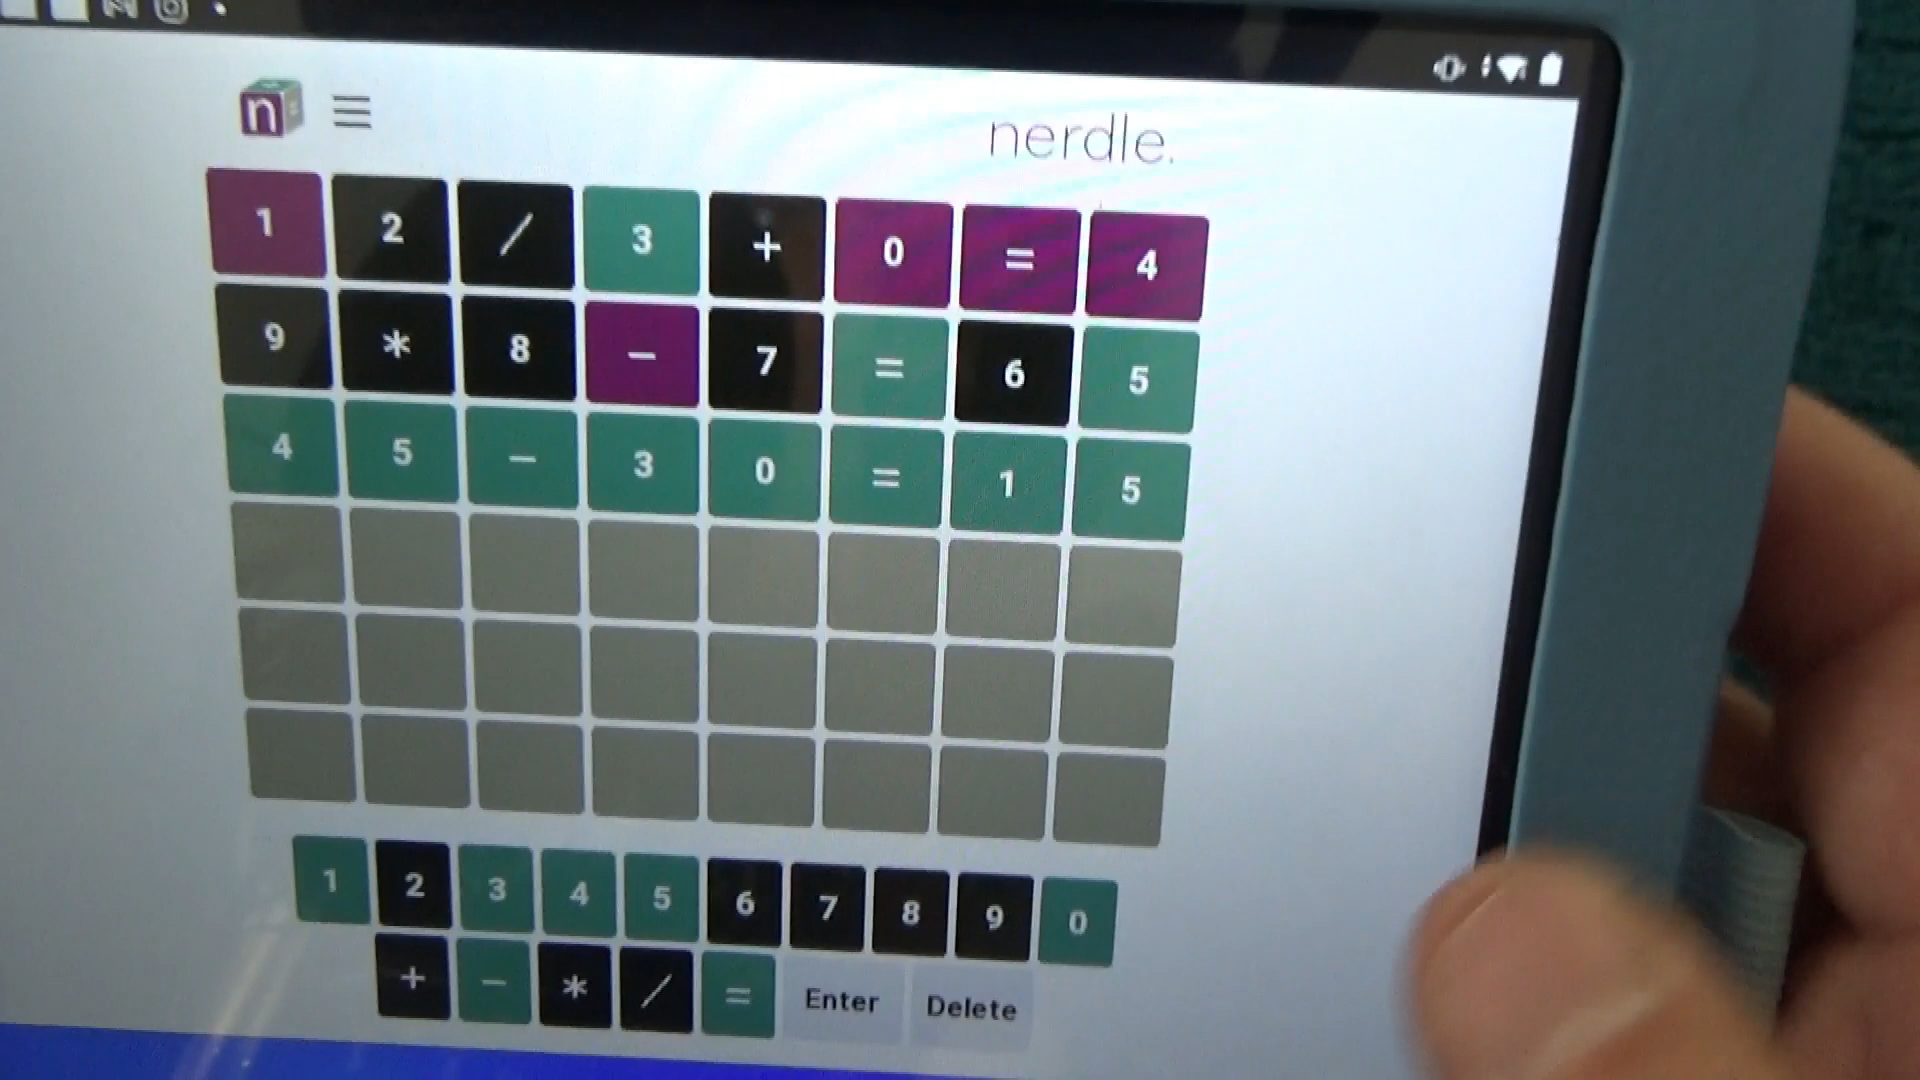 n
nerdle.
1 2 / 3 + 0 = 4
9 * 8 - 7 = 6 5
4 5 - 3 0 = 1 5
1 2 3 4 5 6 7 8 9 0
+ - * / = Enter Delete